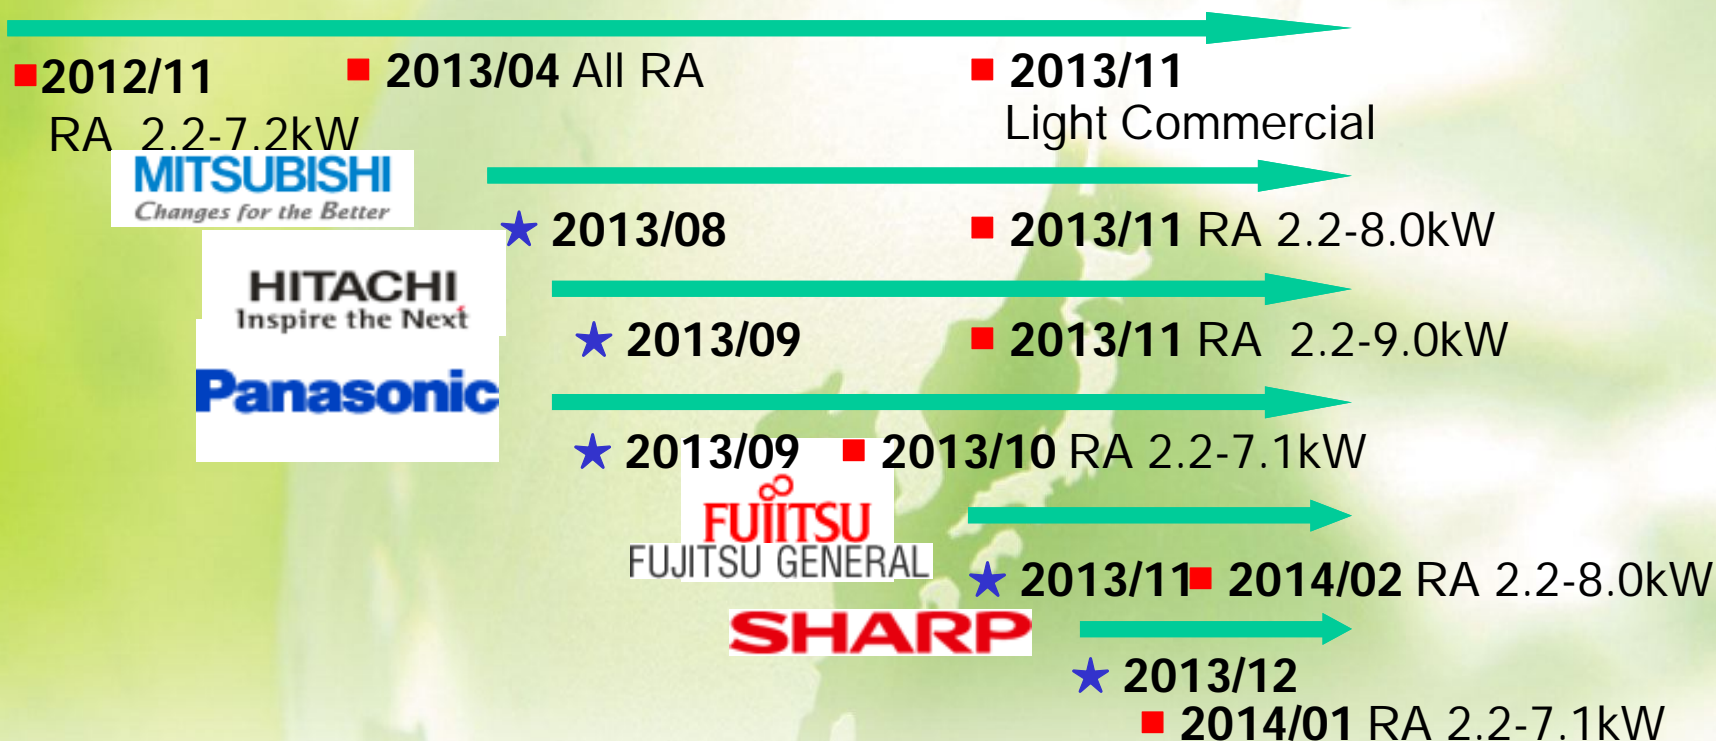 2012/11
RA 2.2-7.2kW
2013/04 All RA
2013/11
Light Commercial
MITSUBISHI
Changes for the Better
2013/08
2013/11 RA 2.2-8.0kW
HITACHI
Inspire the Next
2013/09
2013/11 RA 2.2-9.0kW
Panasonic
2013/09
2013/10 RA 2.2-7.1kW
FUJITSU
FUJITSU GENERAL
2013/11
2014/02 RA 2.2-8.0kW
SHARP
2013/12
2014/01 RA 2.2-7.1kW